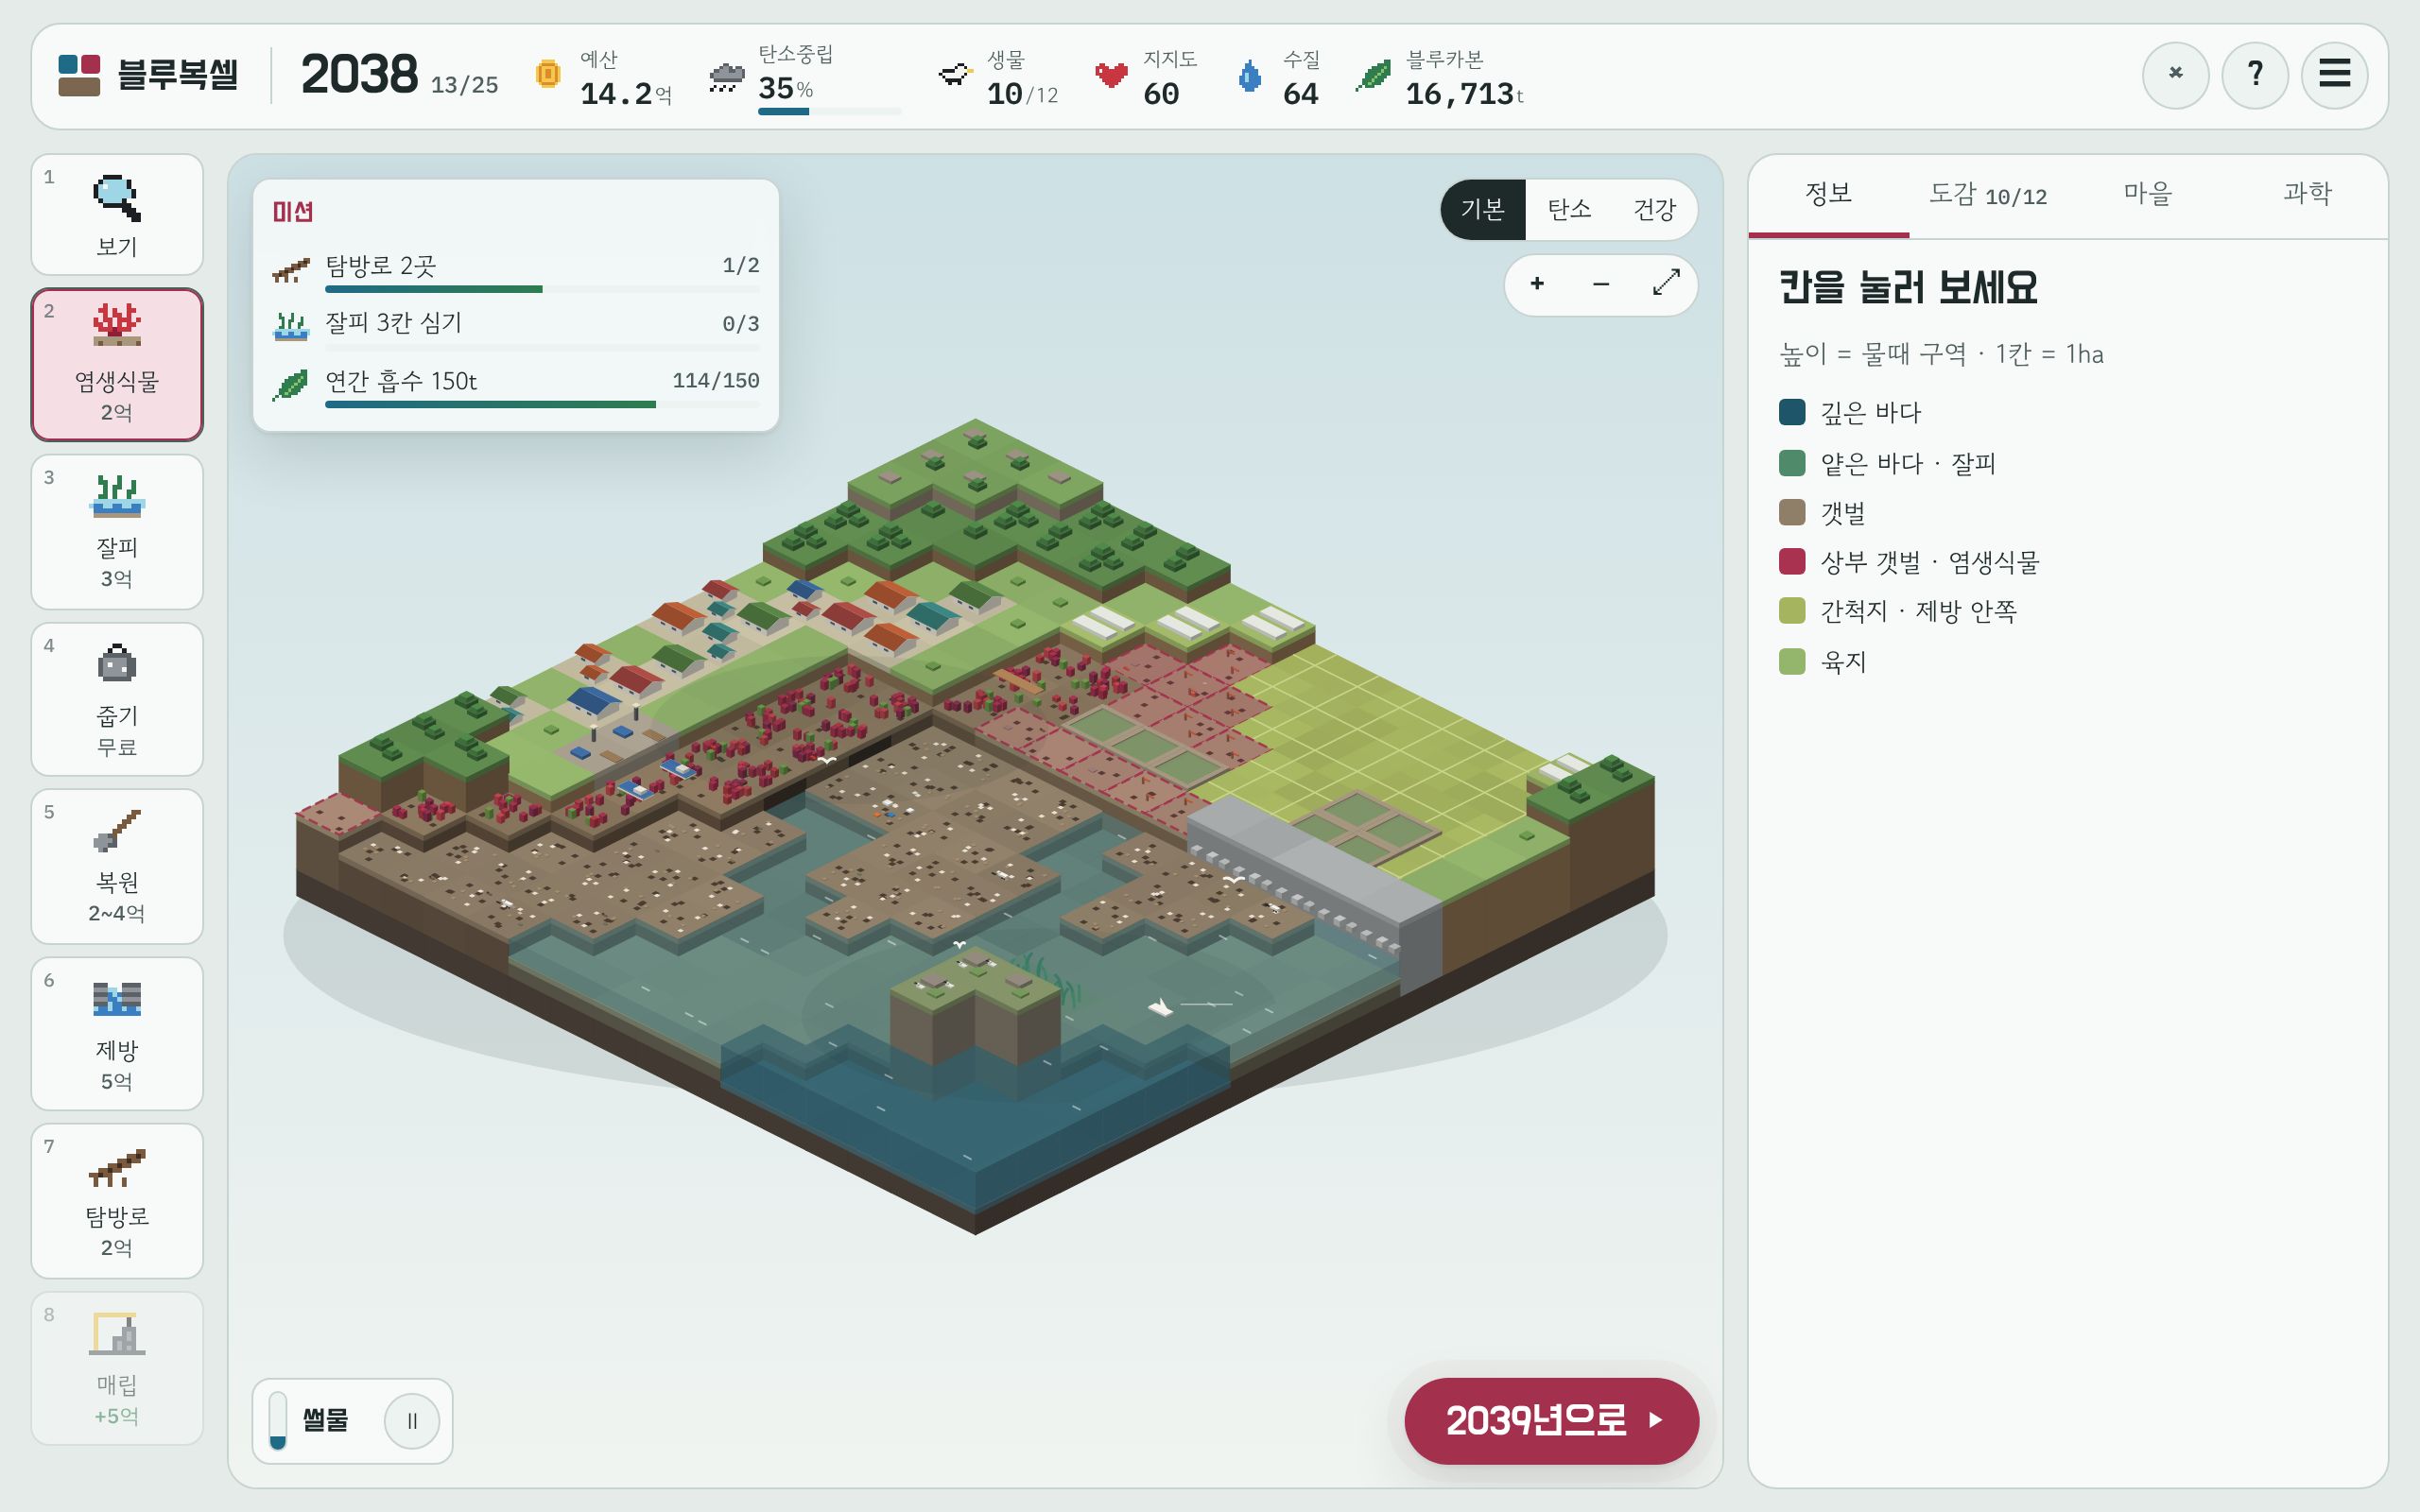 블루복셀
2038 13/25
예산
14.2억
탄소중립
35%
생물
10/12
지지도
60
수질
64
블루카본
16,713t
?
1
보기
2
염생식물
2억
3
잘피
3억
4
줍기
무료
5
복원
2~4억
6
제방
5억
7
탐방로
2억
8
매립
+5억
미션
탐방로 2곳 1/2
잘피 3칸 심기 0/3
연간 흡수 150t 114/150
기본 탄소 건강
+ −
썰물
2039년으로
정보 도감 10/12 마을 과학
칸을 눌러 보세요
높이 = 물때 구역 · 1칸 = 1ha
깊은 바다
얕은 바다 · 잘피
갯벌
상부 갯벌 · 염생식물
간척지 · 제방 안쪽
육지